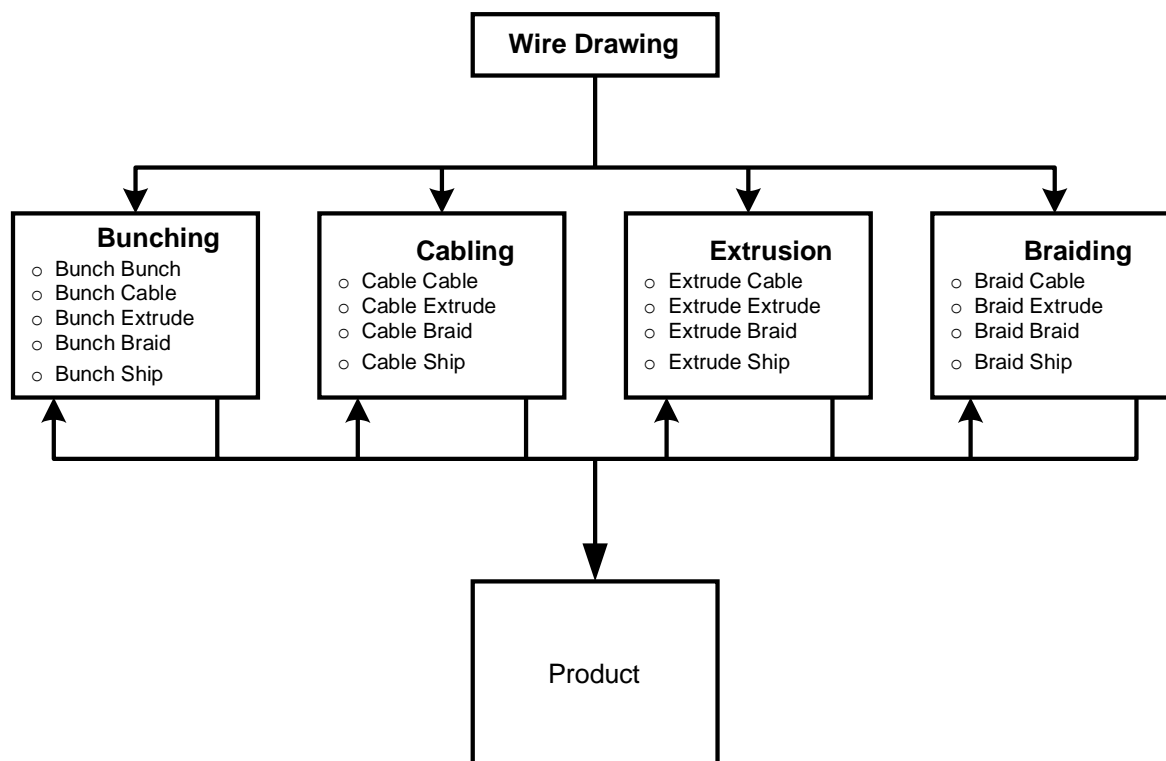 Wire Drawing
Bunching
○ Bunch Bunch
○ Bunch Cable
○ Bunch Extrude
○ Bunch Braid
○ Bunch Ship
Cabling
○ Cable Cable
○ Cable Extrude
○ Cable Braid
○ Cable Ship
Extrusion
○ Extrude Cable
○ Extrude Extrude
○ Extrude Braid
○ Extrude Ship
Braiding
○ Braid Cable
○ Braid Extrude
○ Braid Braid
○ Braid Ship
Product